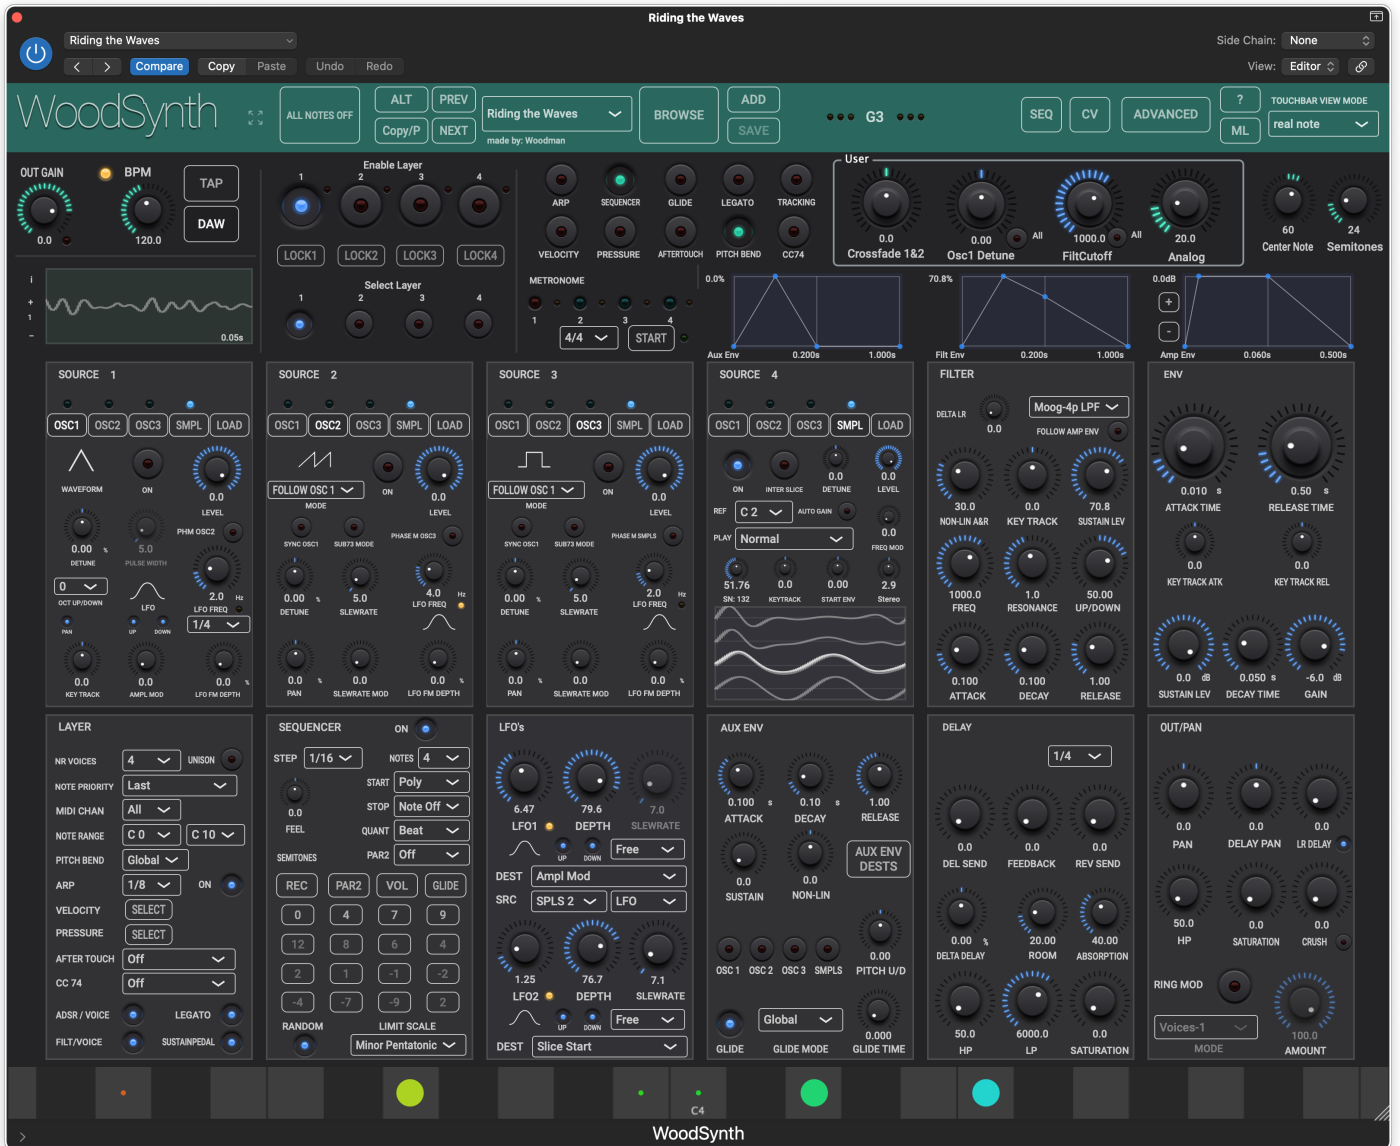 Riding the Waves
Riding the Waves
Side Chain: None
< > Compare Copy Paste Undo Redo
View: Editor
WoodSynth
ALL NOTES OFF
ALT PREV
Copy/P NEXT
Riding the Waves
made by: Woodman
BROWSE
ADD
SAVE
G3
SEQ CV ADVANCED
?
ML
TOUCHBAR VIEW MODE
real note
OUT GAIN
0.0
BPM
120.0
TAP
DAW
Enable Layer
1 2 3 4
LOCK1 LOCK2 LOCK3 LOCK4
Select Layer
1 2 3 4
ARP SEQUENCER GLIDE LEGATO TRACKING
VELOCITY PRESSURE AFTERTOUCH PITCH BEND CC74
METRONOME
1 2 3 4
4/4 START
User
0.0 0.00 All 1000.0 All 20.0
Crossfade 1&2 Osc1 Detune FiltCutoff Analog
60 24
Center Note Semitones
i
+
1
-
0.05s
0.0%
Aux Env 0.200s 1.000s
70.8%
Filt Env 0.200s 1.000s
0.0dB
+
-
Amp Env 0.060s 0.500s
SOURCE 1
OSC1 OSC2 OSC3 SMPL LOAD
WAVEFORM ON 0.0
LEVEL
0.00 % 5.0 PHM OSC2
DETUNE PULSE WIDTH
0 2.0 Hz
OCT UP/DOWN LFO LFO FREQ
PAN UP DOWN 1/4
0.0 0.0 0.0 %
KEY TRACK AMPL MOD LFO FM DEPTH
SOURCE 2
OSC1 OSC2 OSC3 SMPL LOAD
FOLLOW OSC 1 ON 0.0
MODE LEVEL
SYNC OSC1 SUB73 MODE PHASE M OSC3
0.00 % 5.0 4.0 Hz
DETUNE SLEWRATE LFO FREQ
0.0 % 0.0 0.0 %
PAN SLEWRATE MOD LFO FM DEPTH
SOURCE 3
OSC1 OSC2 OSC3 SMPL LOAD
FOLLOW OSC 1 ON 0.0
MODE LEVEL
SYNC OSC1 SUB73 MODE PHASE M SMPLS
0.00 % 5.0 2.0 Hz
DETUNE SLEWRATE LFO FREQ
0.0 % 0.0 0.0 %
PAN SLEWRATE MOD LFO FM DEPTH
SOURCE 4
OSC1 OSC2 OSC3 SMPL LOAD
0.0 0.0
ON INTER SLICE DETUNE LEVEL
REF C 2 AUTO GAIN
0.0
PLAY Normal FREQ MOD
51.76 0.0 0.00 2.9
SN: 132 KEYTRACK START ENV Stereo
FILTER
DELTA LR 0.0 Moog-4p LPF
FOLLOW AMP ENV
30.0 0.0 70.8
NON-LIN A&R KEY TRACK SUSTAIN LEV
1000.0 1.0 50.00
FREQ RESONANCE UP/DOWN
0.100 0.100 1.00
ATTACK DECAY RELEASE
ENV
0.010 s 0.50 s
ATTACK TIME RELEASE TIME
0.0 0.0
KEY TRACK ATK KEY TRACK REL
0.0 dB 0.050 s -6.0 dB
SUSTAIN LEV DECAY TIME GAIN
LAYER
NR VOICES 4 UNISON
NOTE PRIORITY Last
MIDI CHAN All
NOTE RANGE C 0 C 10
PITCH BEND Global
ARP 1/8 ON
VELOCITY SELECT
PRESSURE SELECT
AFTER TOUCH Off
CC 74 Off
ADSR / VOICE LEGATO
FILT/VOICE SUSTAINPEDAL
SEQUENCER ON
STEP 1/16 NOTES 4
START Poly
0.0 STOP Note Off
FEEL QUANT Beat
SEMITONES PAR2 Off
REC PAR2 VOL GLIDE
0 4 7 9
12 8 6 4
2 1 -1 -2
-4 -7 -9 2
RANDOM LIMIT SCALE
Minor Pentatonic
LFO's
6.47 79.6 7.0
LFO1 DEPTH SLEWRATE
UP DOWN Free
DEST Ampl Mod
SRC SPLS 2 LFO
1.25 76.7 7.1
LFO2 DEPTH SLEWRATE
UP DOWN Free
DEST Slice Start
AUX ENV
0.100 s 0.10 s 1.00
ATTACK DECAY RELEASE
0.0 0.0 AUX ENV DESTS
SUSTAIN NON-LIN
OSC 1 OSC 2 OSC 3 SMPLS 0.00
PITCH U/D
Global 0.000
GLIDE GLIDE MODE GLIDE TIME
DELAY
1/4
0.0 0.0 0.0
DEL SEND FEEDBACK REV SEND
0.00 % 20.00 40.00
DELTA DELAY ROOM ABSORPTION
50.0 6000.0 0.0
HP LP SATURATION
OUT/PAN
0.0 0.0 0.0
PAN DELAY PAN LR DELAY
50.0 0.0 0.0
HP SATURATION CRUSH
RING MOD
Voices-1 100.0
MODE AMOUNT
C4
WoodSynth
>